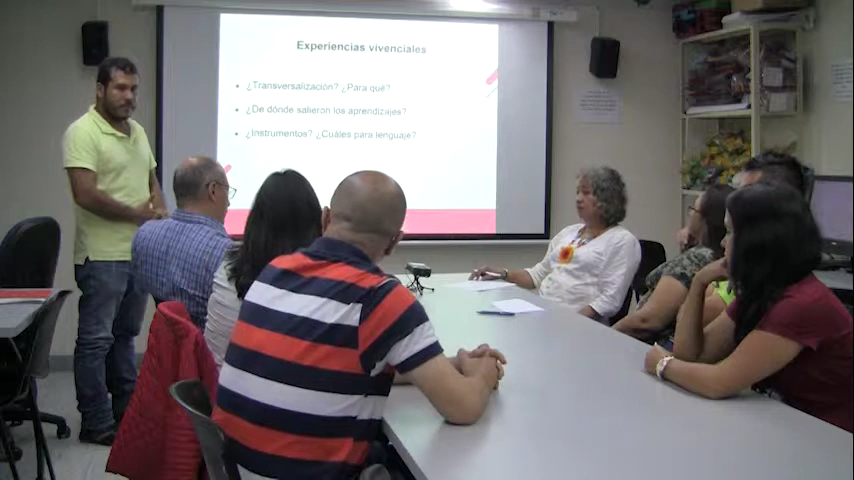 Experiencias vivenciales
• ¿Transversalización? ¿Para qué?
• ¿De dónde salieron los aprendizajes?
• ¿Instrumentos? ¿Cuáles para lenguaje?